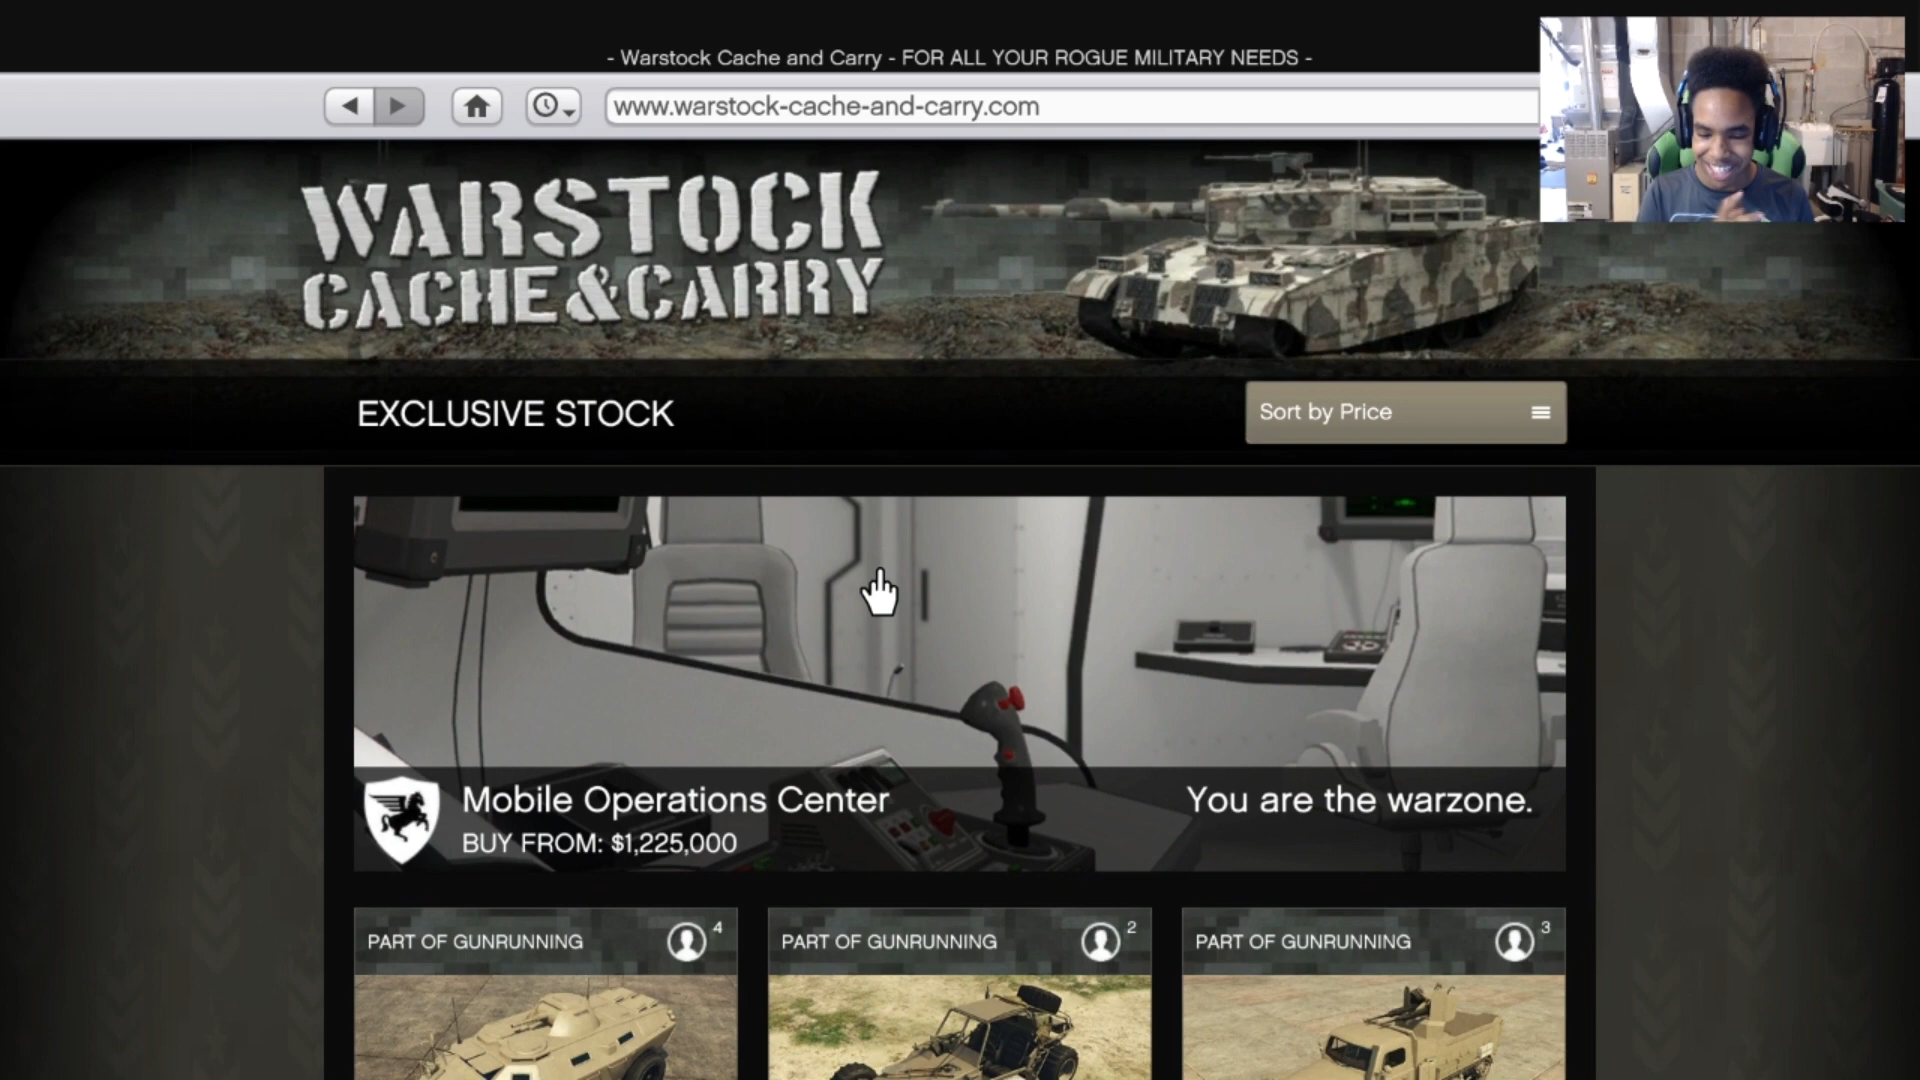 - Warstock Cache and Carry - FOR ALL YOUR ROGUE MILITARY NEEDS -
www.warstock-cache-and-carry.com
WARSTOCK
CACHE & CARRY
EXCLUSIVE STOCK
Sort by Price
Mobile Operations Center
You are the warzone.
BUY FROM: $1,225,000
PART OF GUNRUNNING 4
PART OF GUNRUNNING 2
PART OF GUNRUNNING 3